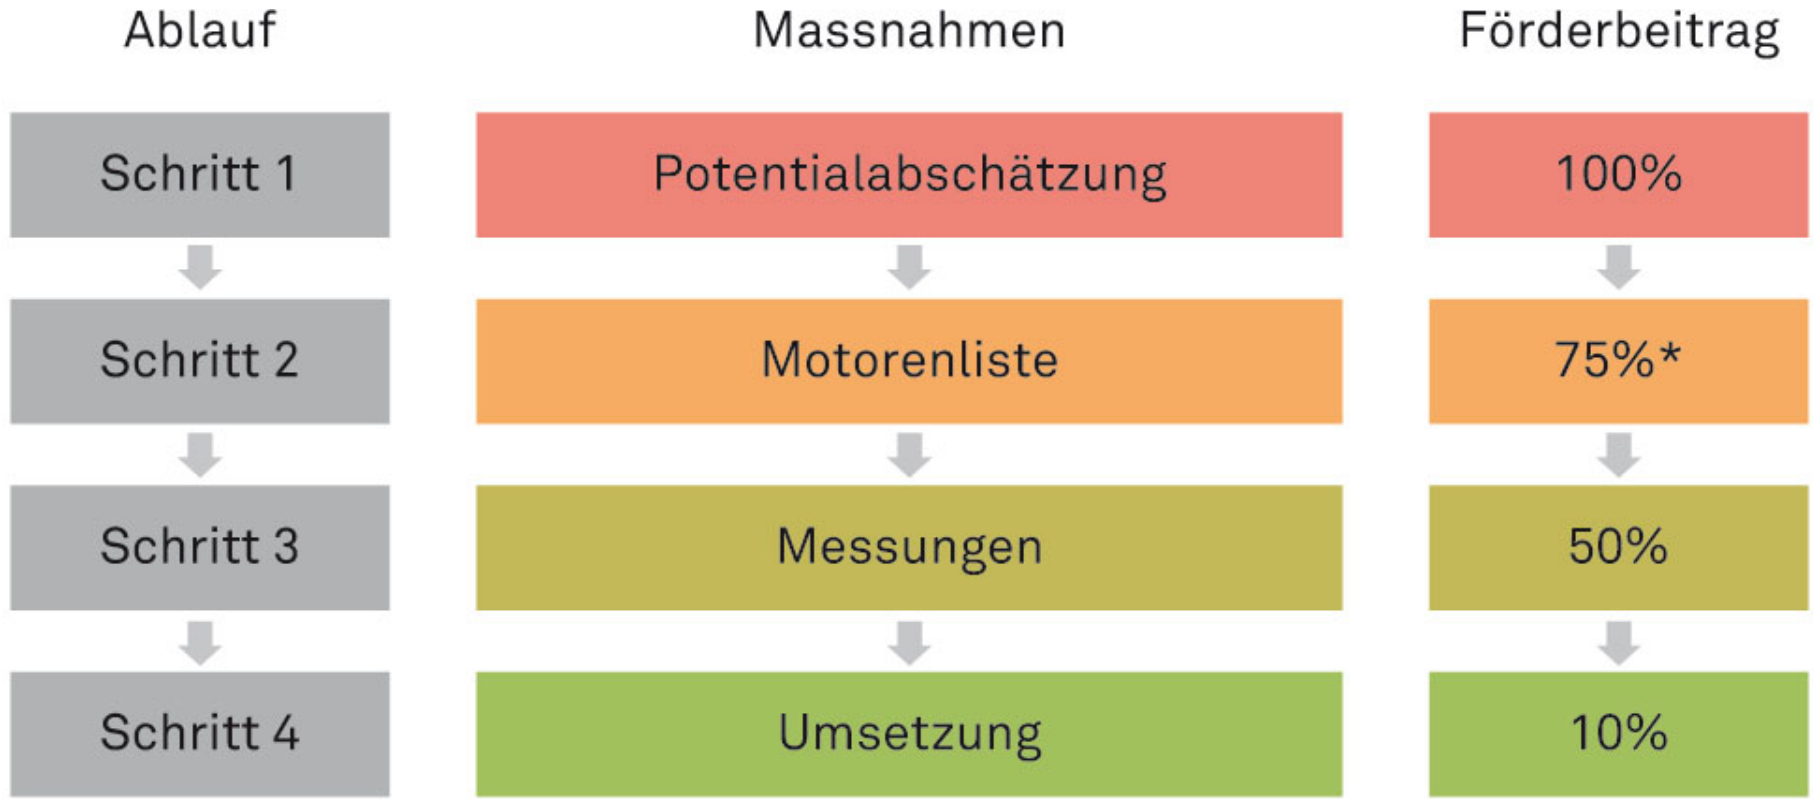 Ablauf Massnahmen Förderbeitrag
Schritt 1 Potentialabschätzung 100%
Schritt 2 Motorenliste 75%*
Schritt 3 Messungen 50%
Schritt 4 Umsetzung 10%